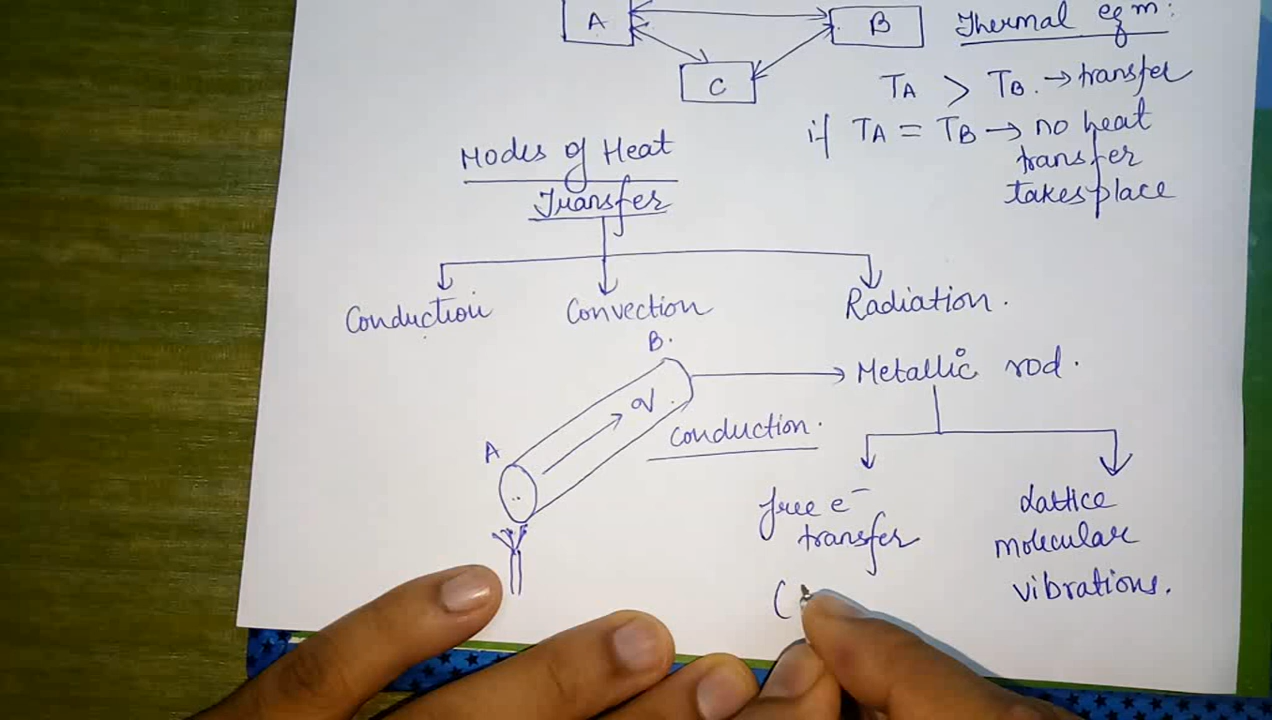 A
B
Thermal eqm:
C
TA > TB. → transfer
if TA = TB → no heat
transfer
takes place
Modes of Heat
Transfer
Conduction
Convection
Radiation.
B.
Metallic rod.
A
conduction.
free e⁻
transfer
(
Lattice
molecular
vibrations.